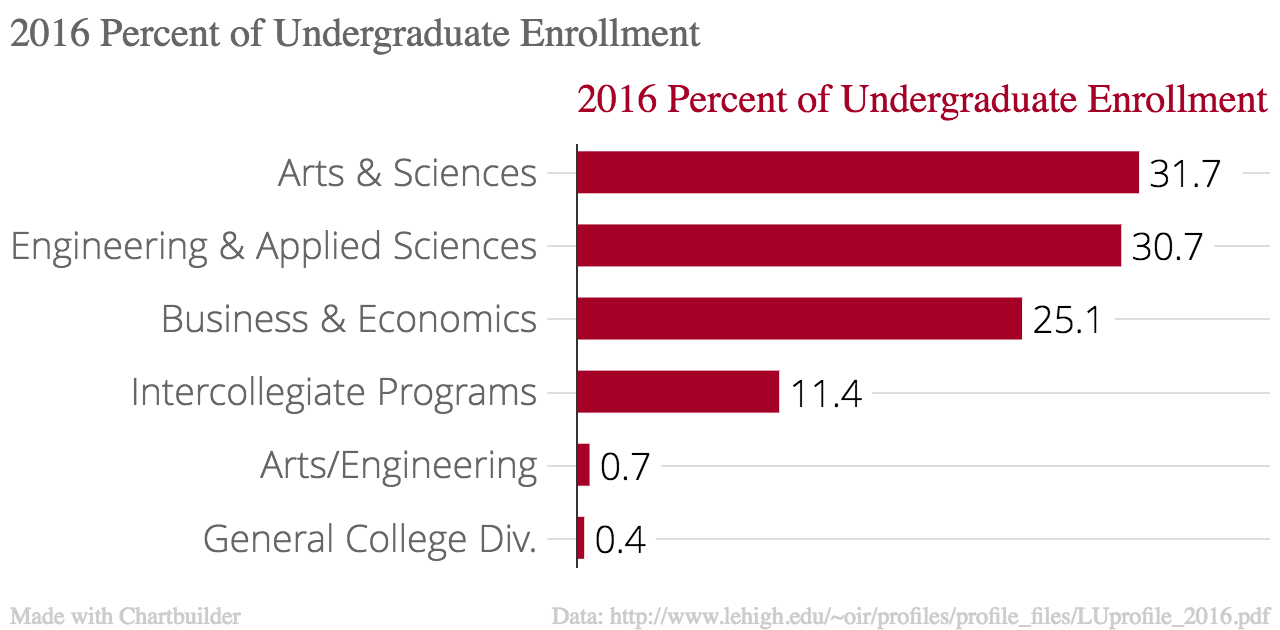 2016 Percent of Undergraduate Enrollment
2016 Percent of Undergraduate Enrollment
Arts & Sciences 31.7
Engineering & Applied Sciences 30.7
Business & Economics 25.1
Intercollegiate Programs 11.4
Arts/Engineering 0.7
General College Div. 0.4
Made with Chartbuilder Data: http://www.lehigh.edu/~oir/profiles/profile_files/LUprofile_2016.pdf